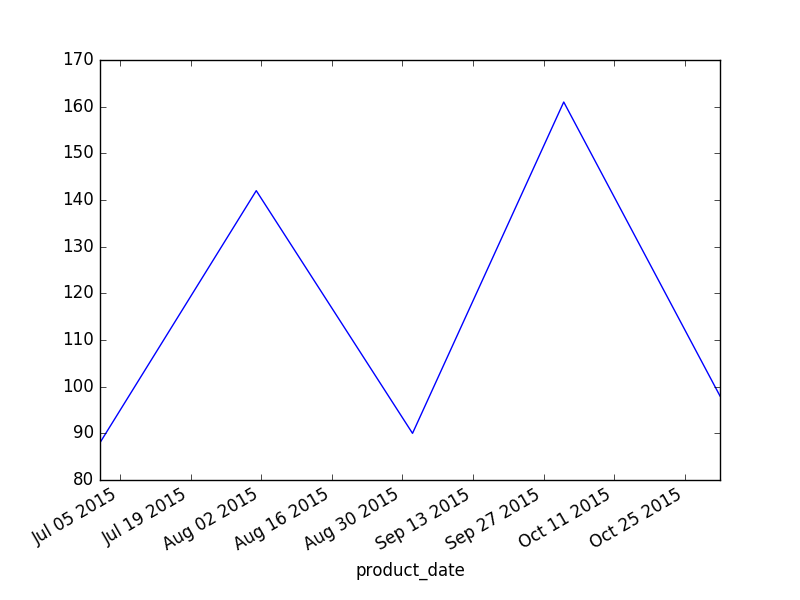 170
160
150
140
130
120
110
100
90
80
Jul 05 2015
Jul 19 2015
Aug 02 2015
Aug 16 2015
Aug 30 2015
Sep 13 2015
Sep 27 2015
Oct 11 2015
Oct 25 2015
product_date